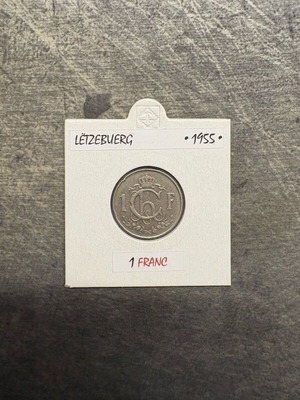 LËTZEBUERG • 1955 •
1 F
1 FRANC